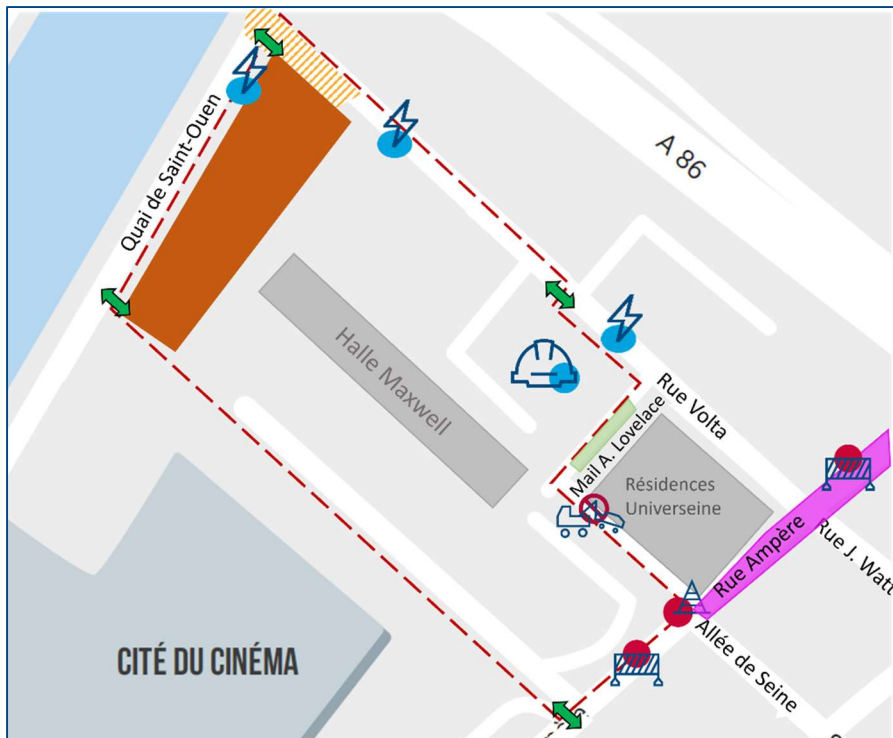 A 86
Quai de Saint-Ouen
Halle Maxwell
Rue Volta
Mail A. Lovelace
Résidences
Universeine
Rue Ampère
Rue J. Watt
Allée de Seine
CITÉ DU CINÉMA